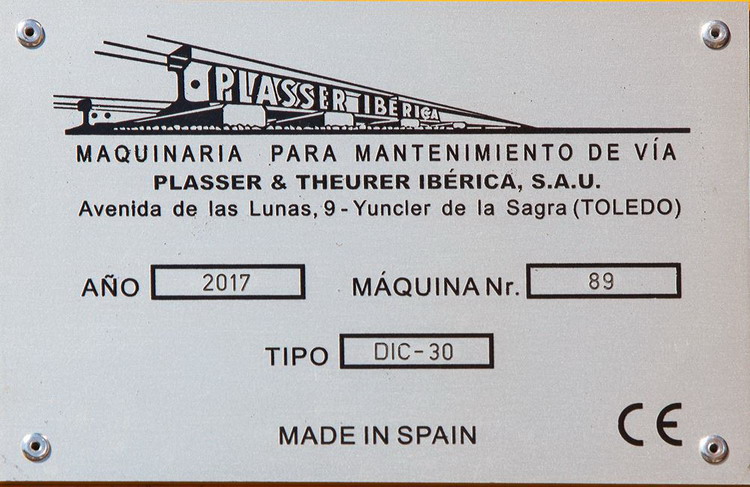 PLASSER IBÉRICA
MAQUINARIA PARA MANTENIMIENTO DE VÍA
PLASSER & THEURER IBÉRICA, S.A.U.
Avenida de las Lunas, 9 - Yuncler de la Sagra (TOLEDO)
AÑO 2017 MÁQUINA Nr. 89
TIPO DIC-30
MADE IN SPAIN
CE